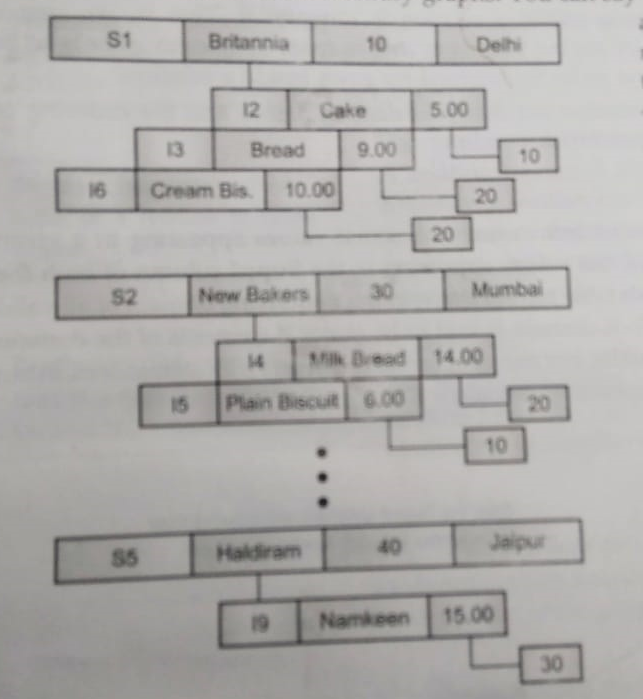 S1 Britannia 10 Delhi
I2 Cake 5.00
10
I3 Bread 9.00
20
I6 Cream Bis. 10.00
20
S2 New Bakers 30 Mumbai
I4 Milk Bread 14.00
20
I5 Plain Biscuit 6.00
10
S5 Haldiram 40 Jaipur
I9 Namkeen 15.00
30